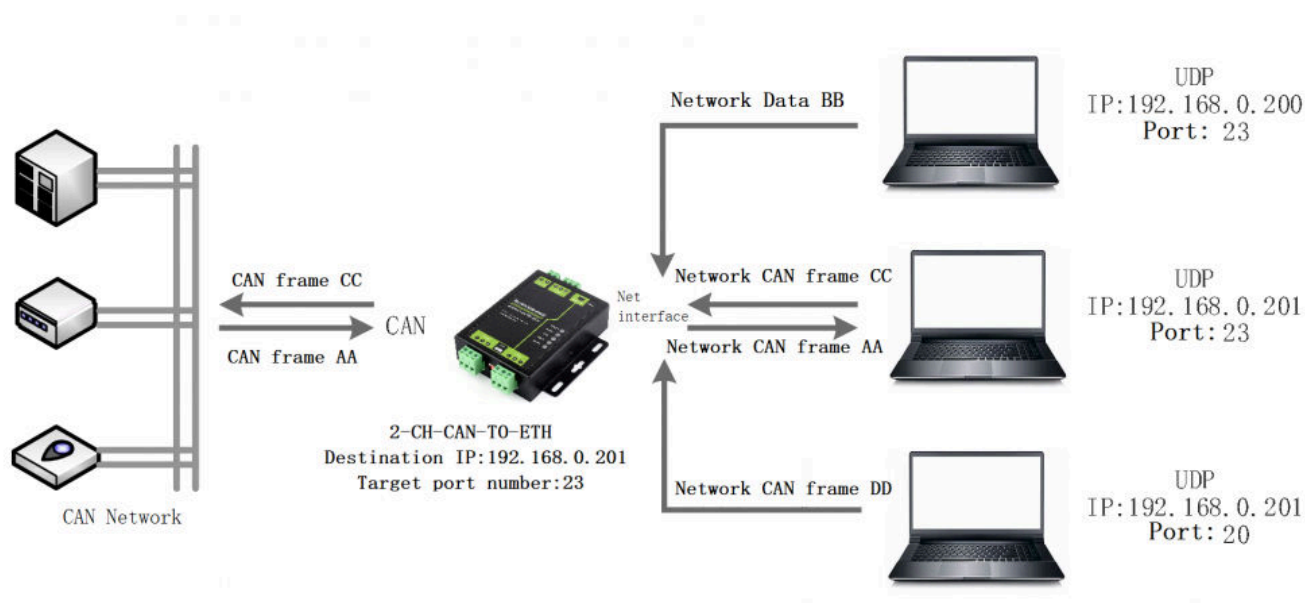 Network Data BB
UDP
IP:192.168.0.200
Port: 23
CAN frame CC
CAN
CAN frame AA
Net
interface
Network CAN frame CC
Network CAN frame AA
UDP
IP:192.168.0.201
Port: 23
2-CH-CAN-TO-ETH
Destination IP:192.168.0.201
Target port number:23
Network CAN frame DD
UDP
IP:192.168.0.201
Port: 20
CAN Network